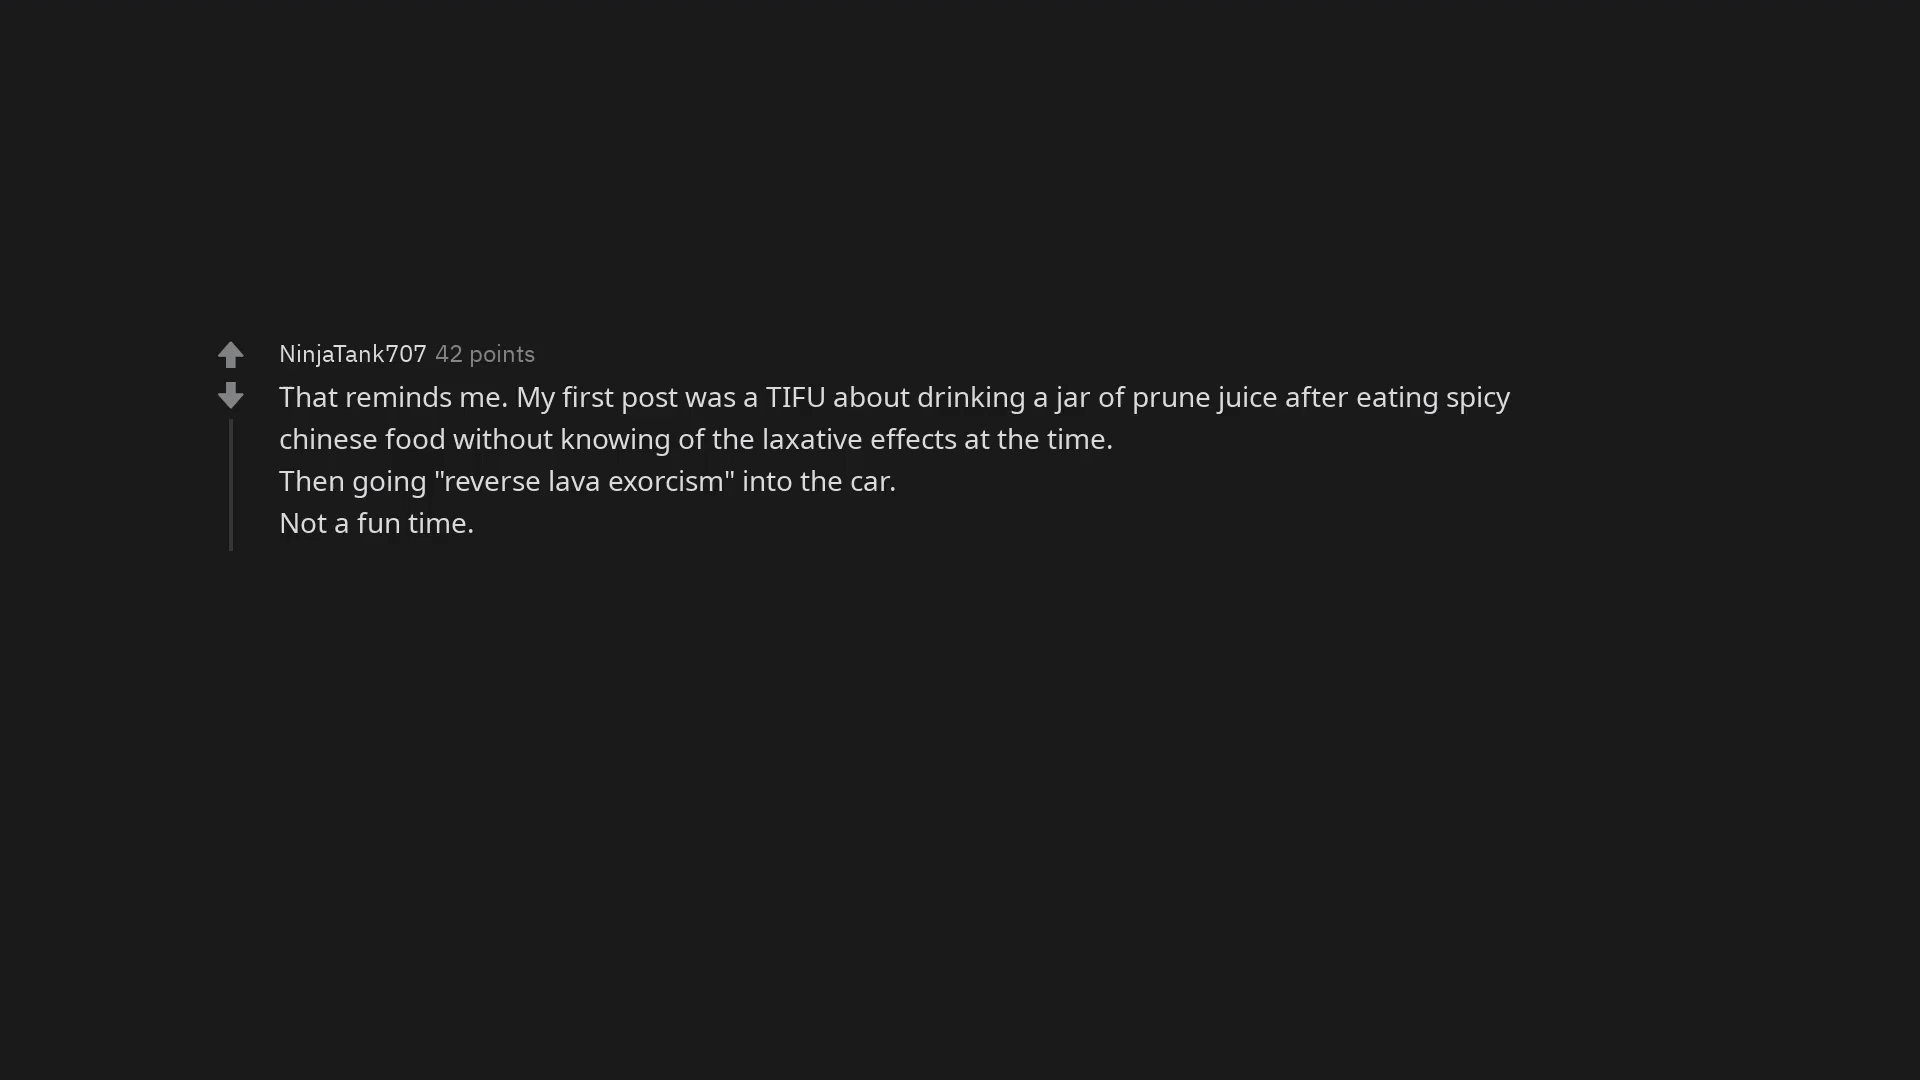 NinjaTank707 42 points
That reminds me. My first post was a TIFU about drinking a jar of prune juice after eating spicy
chinese food without knowing of the laxative effects at the time.
Then going "reverse lava exorcism" into the car.
Not a fun time.